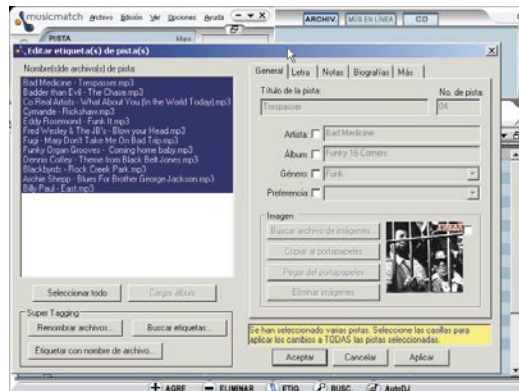 musicmatch Archivo Edición Ver Opciones Ayuda
ARCHIV. MÚS EN LÍNEA CD
PISTA kbps
Editar etiqueta(s) de pista(s)
Nombre(s)de archivo(s) de pista:
Bad Medicine - Trespasser.mp3
Badder than Evil - The Chase.mp3
Co Real Artists - What About You (In the World Today).mp3
Cymande - Rickshaw.mp3
Eddy Rosemond - Funk It.mp3
Fred Wesley & The JB's - Blow your Head.mp3
Fugi - Mary Don't Take Me On Bad Trip.mp3
Funky Organ Grooves - Coming home baby.mp3
Dennis Coffey - Theme from Black Belt Jones.mp3
Blackbyrds - Rock Creek Park.mp3
Archie Shepp - Blues For Brother George Jackson.mp3
Billy Paul - East.mp3
Seleccionar todo Cargar álbum
Super Tagging
Renombrar archivos... Buscar etiquetas...
Etiquetar con nombre de archivo...
General Letra Notas Biografías Más
Título de la pista: No. de pista:
Trespasser 04
Artista: Bad Medicine
Álbum: Funky 16 Corners
Género: Funk
Preferencia:
Imagen
Buscar archivo de imágenes...
Copiar al portapapeles
Pegar del portapapeles
Eliminar imágenes
Se han seleccionado varias pistas. Seleccione las casillas para
aplicar los cambios a TODAS las pistas seleccionadas.
Aceptar Cancelar Aplicar
AGRE ELIMINAR ETIQ. BUSC. AutoDJ